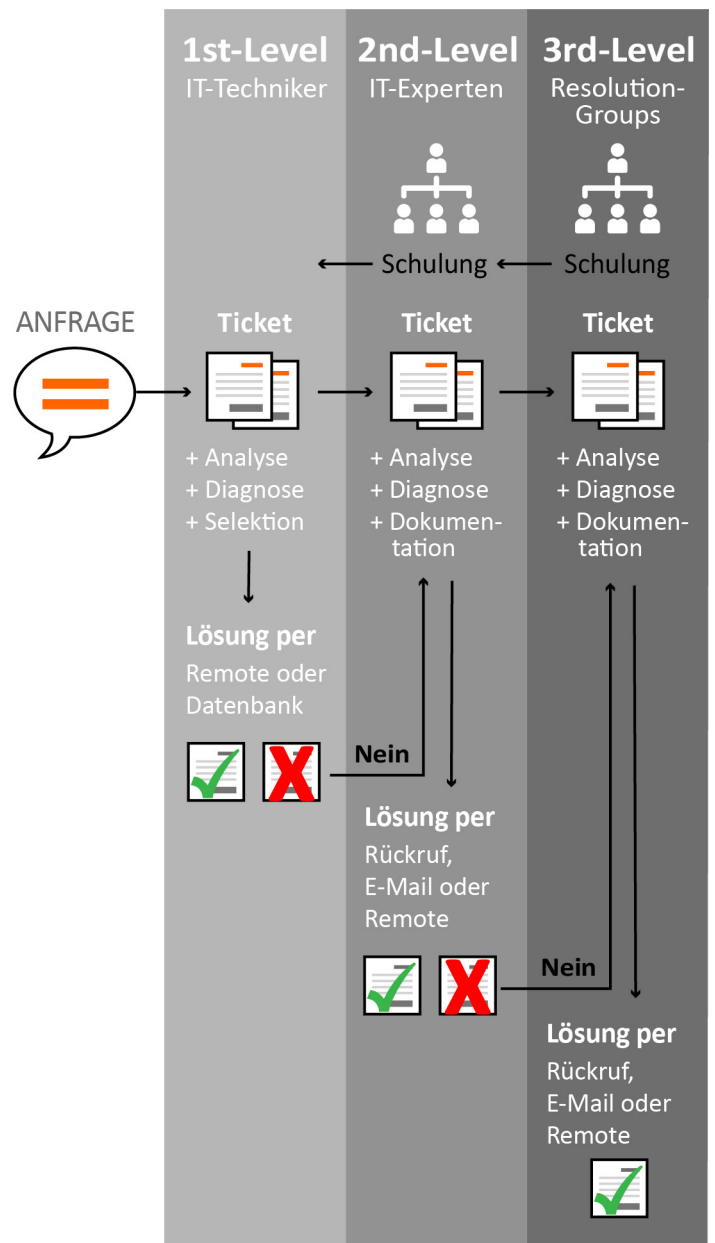 1st-Level
IT-Techniker
2nd-Level
IT-Experten
3rd-Level
Resolution-
Groups
Schulung
Schulung
ANFRAGE
Ticket
+ Analyse
+ Diagnose
+ Selektion
Ticket
+ Analyse
+ Diagnose
+ Dokumen-
tation
Ticket
+ Analyse
+ Diagnose
+ Dokumen-
tation
Lösung per
Remote oder
Datenbank
Nein
Lösung per
Rückruf,
E-Mail oder
Remote
Nein
Lösung per
Rückruf,
E-Mail oder
Remote